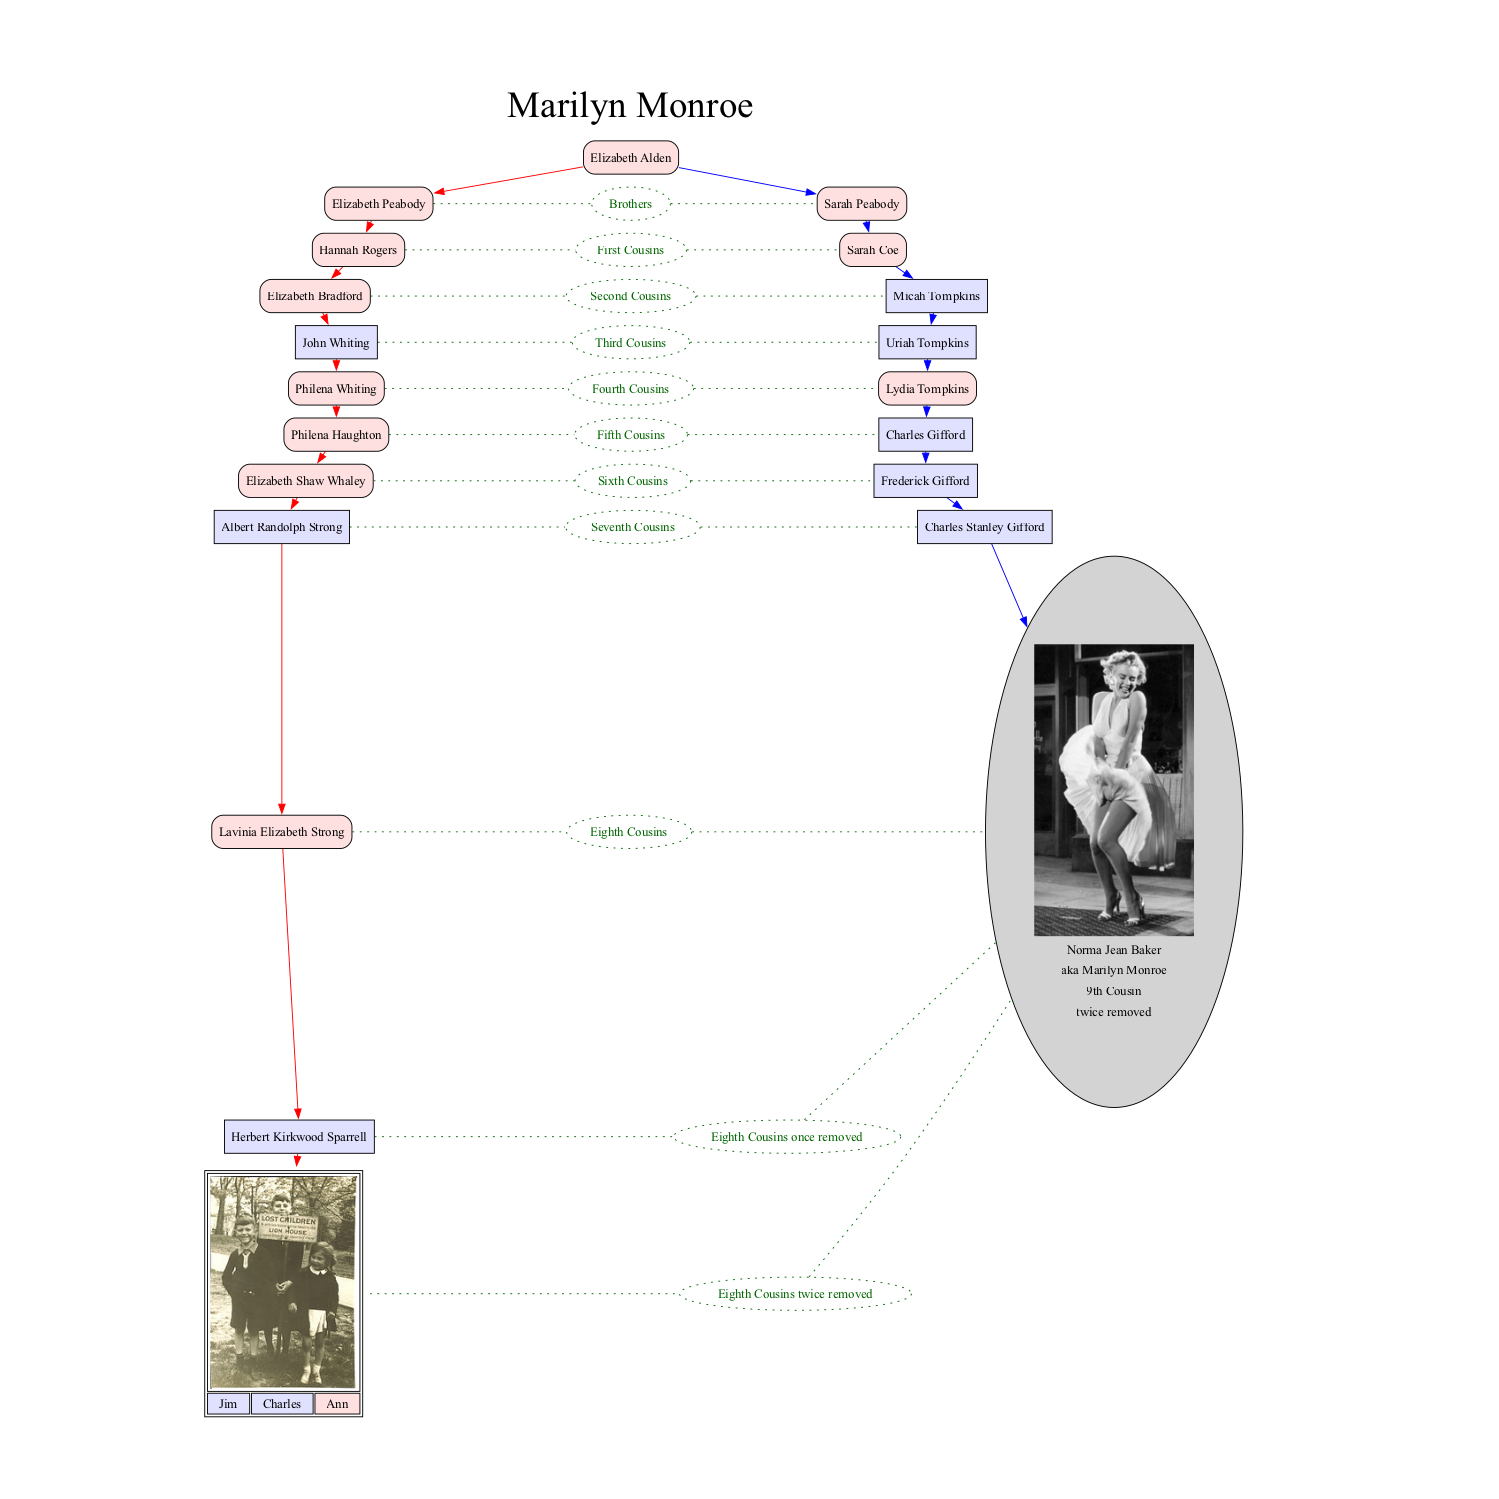 Marilyn Monroe
Elizabeth Alden
Elizabeth Peabody
Brothers
Sarah Peabody
Hannah Rogers
First Cousins
Sarah Coe
Elizabeth Bradford
Second Cousins
Micah Tompkins
John Whiting
Third Cousins
Uriah Tompkins
Philena Whiting
Fourth Cousins
Lydia Tompkins
Philena Haughton
Fifth Cousins
Charles Gifford
Elizabeth Shaw Whaley
Sixth Cousins
Frederick Gifford
Albert Randolph Strong
Seventh Cousins
Charles Stanley Gifford
Lavinia Elizabeth Strong
Eighth Cousins
Norma Jean Baker
aka Marilyn Monroe
9th Cousin
twice removed
Herbert Kirkwood Sparrell
Eighth Cousins once removed
LOST CHILDREN
LION HOUSE
Eighth Cousins twice removed
Jim
Charles
Ann